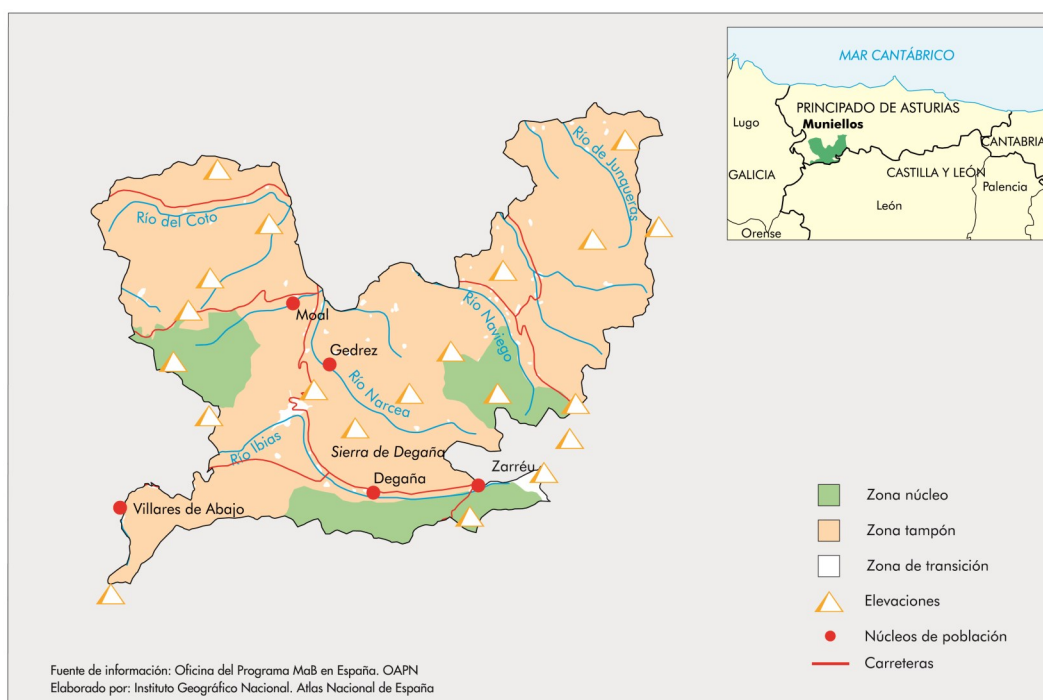 MAR CANTÁBRICO
PRINCIPADO DE ASTURIAS
Lugo
Muniellos
CANTABRIA
GALICIA
CASTILLA Y LEÓN
Palencia
León
Orense
Río de Junqueras
Río del Coto
Moal
Río Naviego
Gedrez
Río Narcea
Río Ibias
Sierra de Degaña
Zarréu
Degaña
Villares de Abajo
Zona núcleo
Zona tampón
Zona de transición
Elevaciones
Núcleos de población
Carreteras
Fuente de información: Oficina del Programa MaB en España. OAPN
Elaborado por: Instituto Geográfico Nacional. Atlas Nacional de España